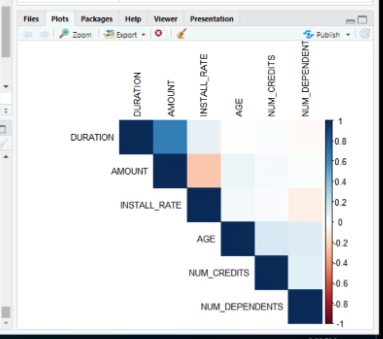 Files Plots Packages Help Viewer Presentation
Zoom Export Publish
DURATION
AMOUNT
INSTALL_RATE
AGE
NUM_CREDITS
NUM_DEPENDENT
DURATION
AMOUNT
INSTALL_RATE
AGE
NUM_CREDITS
NUM_DEPENDENTS
1
0.8
0.6
0.4
0.2
0
-0.2
-0.4
-0.6
-0.8
-1